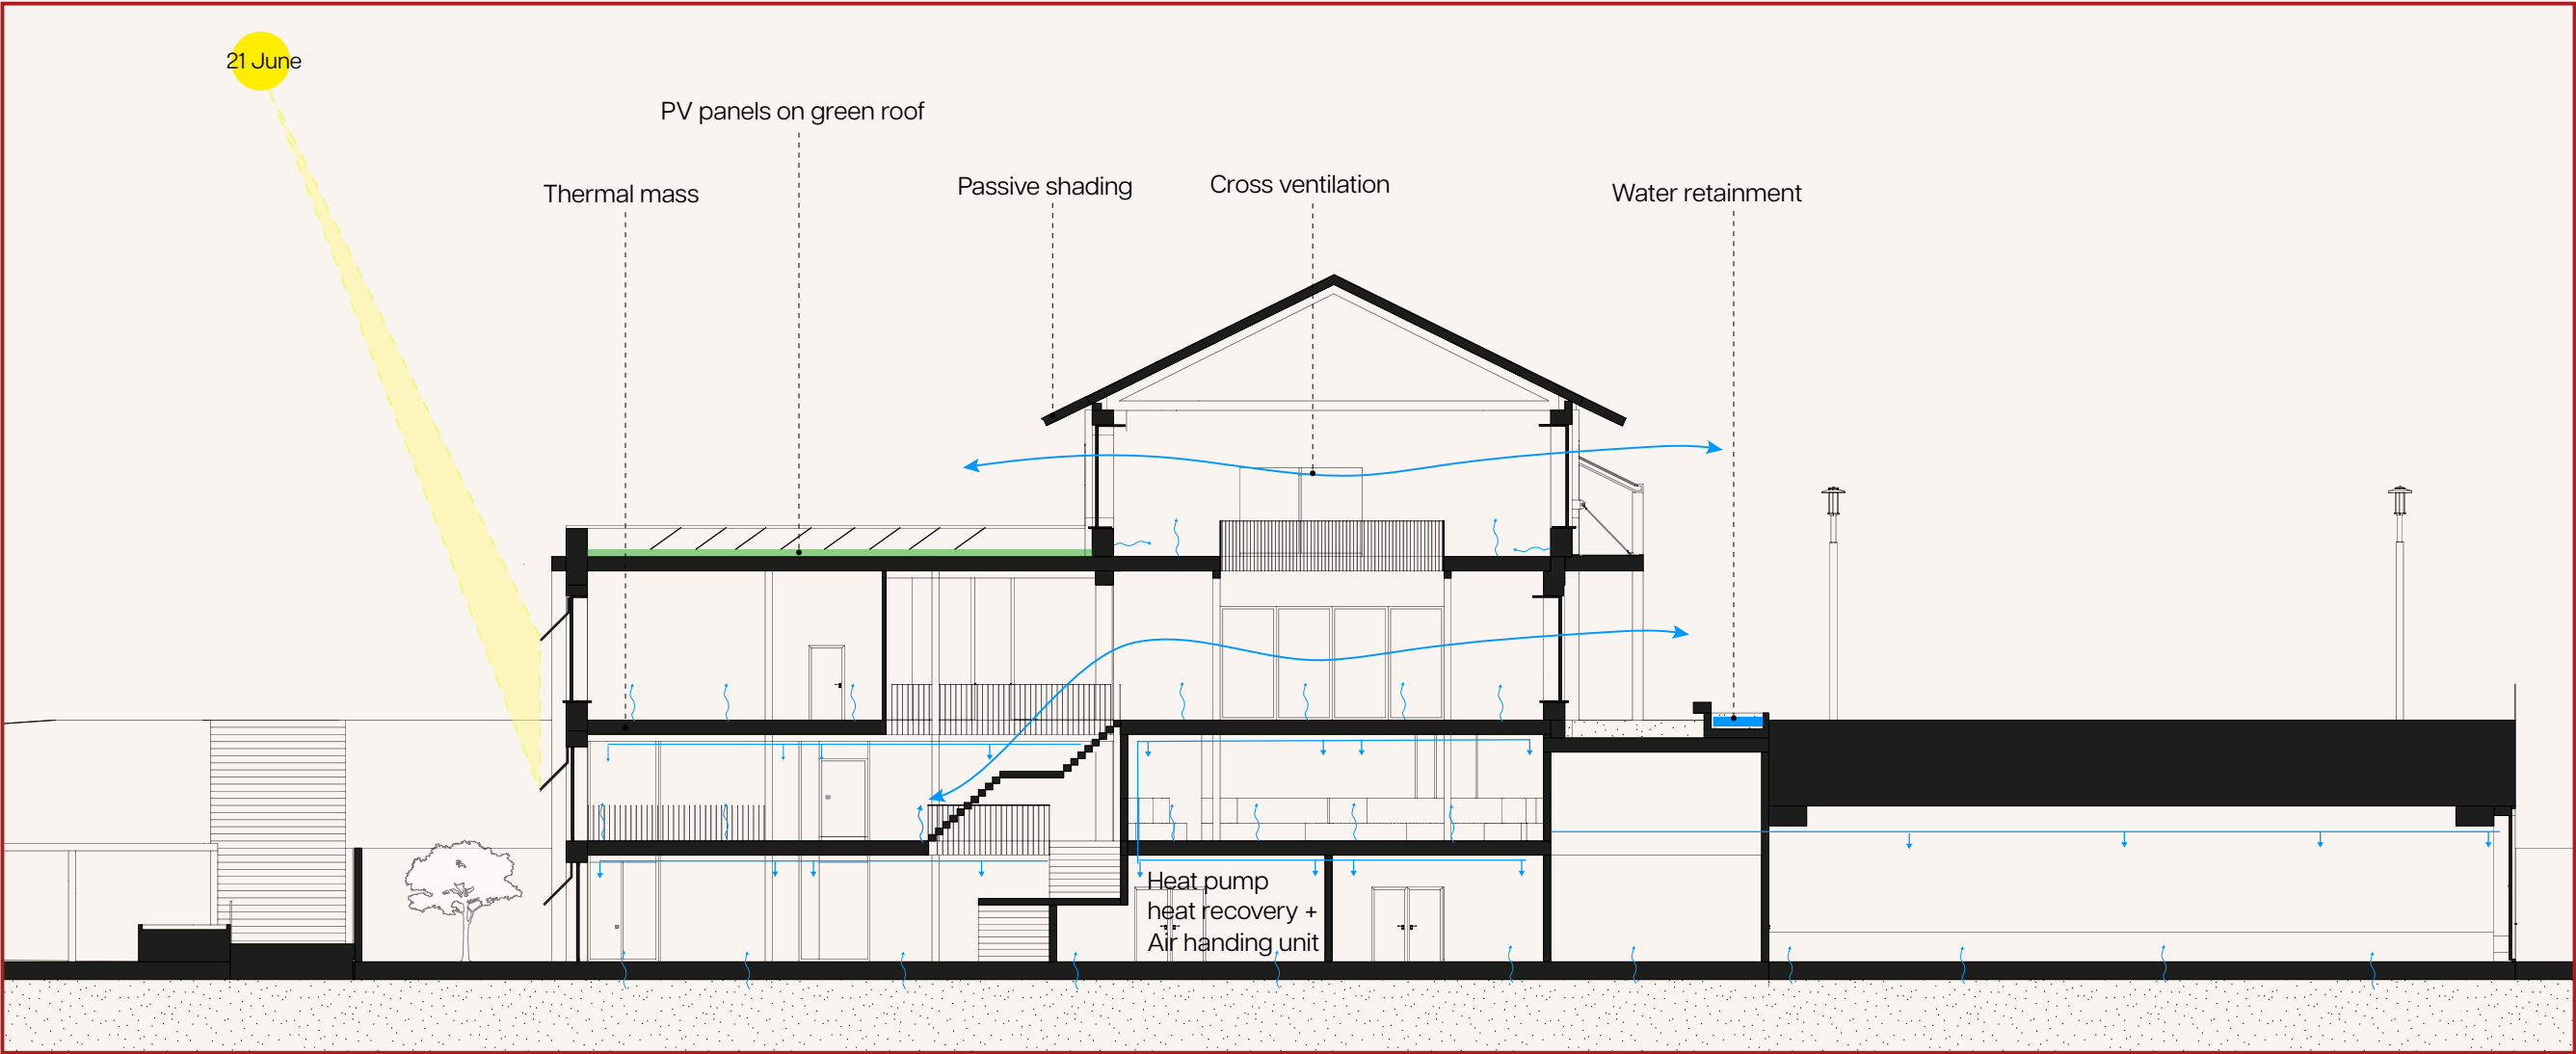 21 June
PV panels on green roof
Thermal mass
Passive shading
Cross ventilation
Water retainment
Heat pump
heat recovery +
Air handing unit